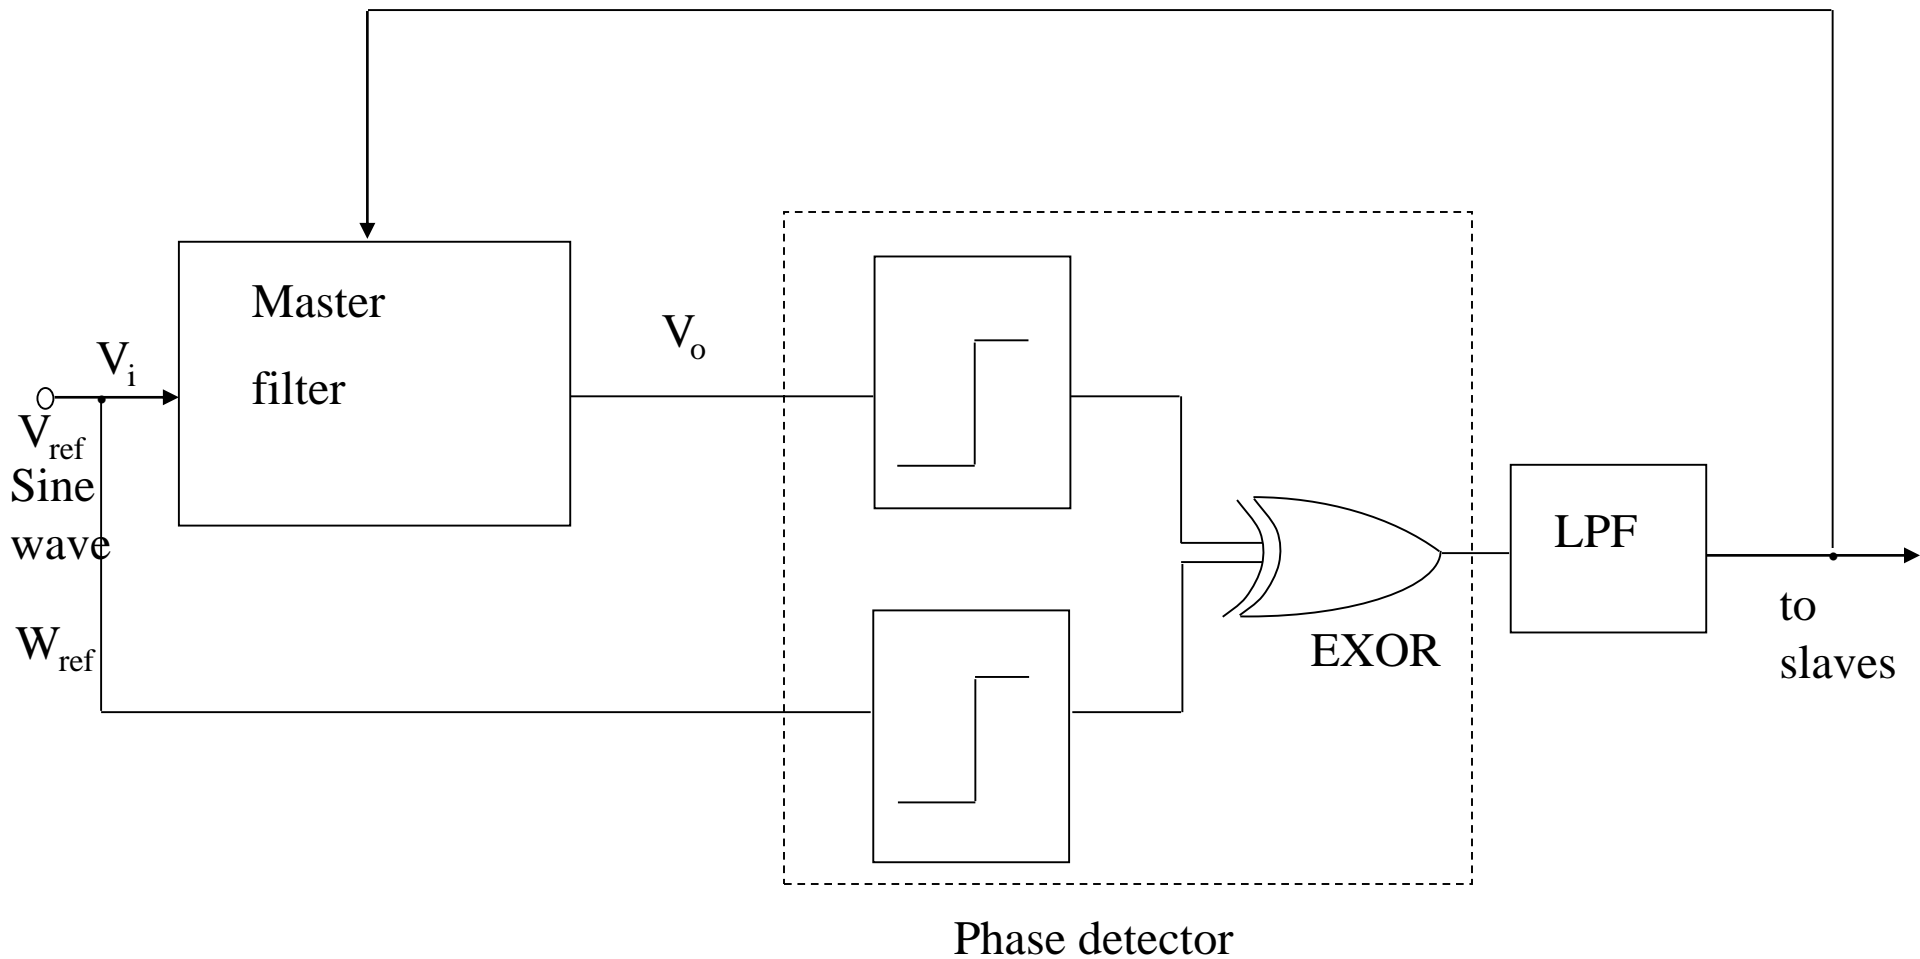 Master
filter
Vi
Vo
Vref
Sine
wave
Wref
EXOR
LPF
to
slaves
Phase detector